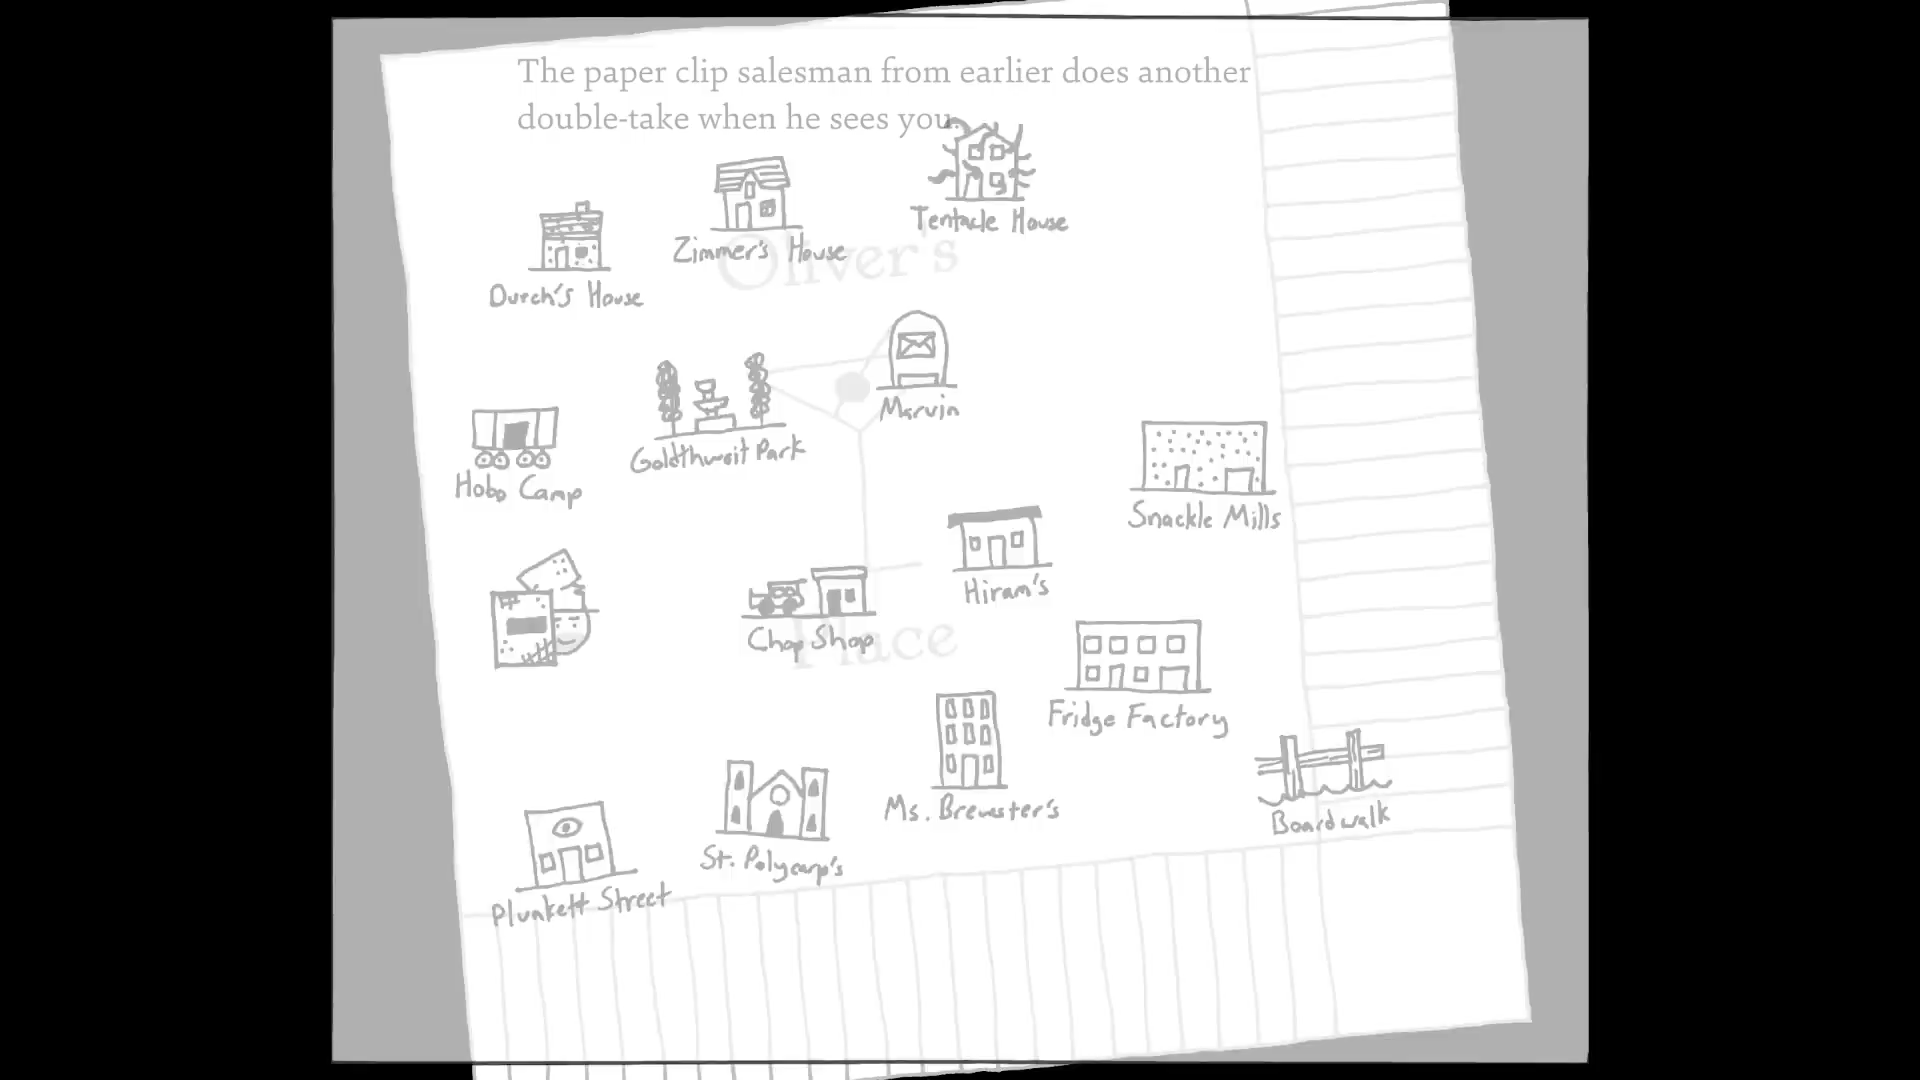 The paper clip salesman from earlier does another
double-take when he sees you.
Tentacle House
Zimmer's House
Oliver's
Durch's House
Marvin
Goldthwait Park
Hobo Camp
Snackle Mills
Hiram's
Chop Shop
Place
Fridge Factory
Ms. Brewster's
Boardwalk
St. Polycarp's
Plunkett Street